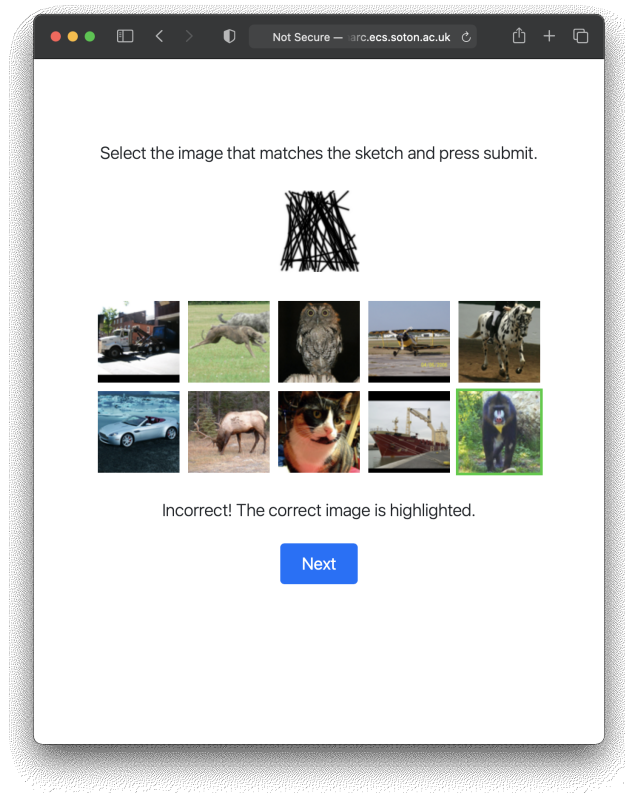 Not Secure — arc.ecs.soton.ac.uk
Select the image that matches the sketch and press submit.
Incorrect! The correct image is highlighted.
Next